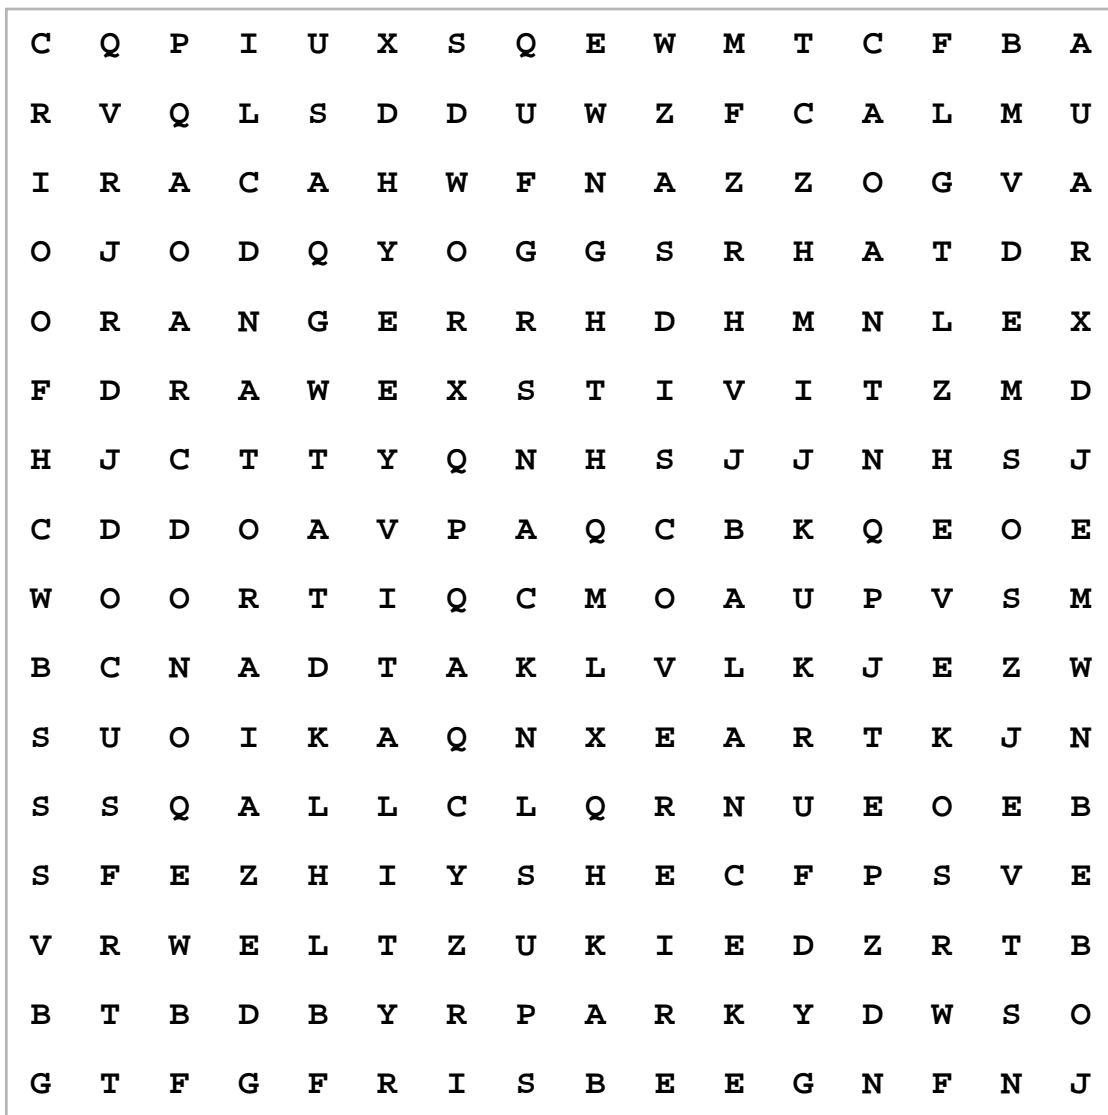 C Q P I U X S Q E W M T C F B A
R V Q L S D D U W Z F C A L M U
I R A C A H W F N A Z Z O G V A
O J O D Q Y O G G S R H A T D R
O R A N G E R R H D H M N L E X
F D R A W E X S T I V I T Z M D
H J C T T Y Q N H S J J N H S J
C D D O A V P A Q C B K Q E O E
W O O R T I Q C M O A U P V S M
B C N A D T A K L V L K J E Z W
S U O I K A Q N X E A R T K J N
S S Q A L L C L Q R N U E O E B
S F E Z H I Y S H E C F P S V E
V R W E L T Z U K I E D Z R T B
B T B D B Y R P A R K Y D W S O
G T F G F R I S B E E G N F N J